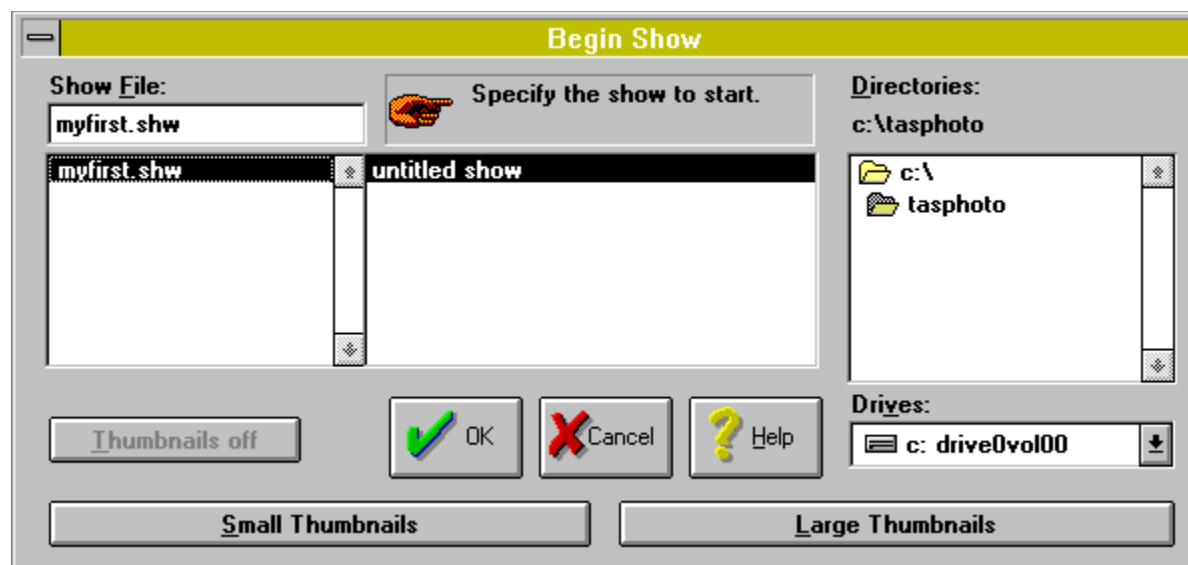 Begin Show
Show File:
myfirst.shw
Specify the show to start.
Directories:
c:\tasphoto
myfirst.shw
untitled show
c:\
tasphoto
Thumbnails off
OK
Cancel
Help
Drives:
c: drive0vol00
Small Thumbnails
Large Thumbnails